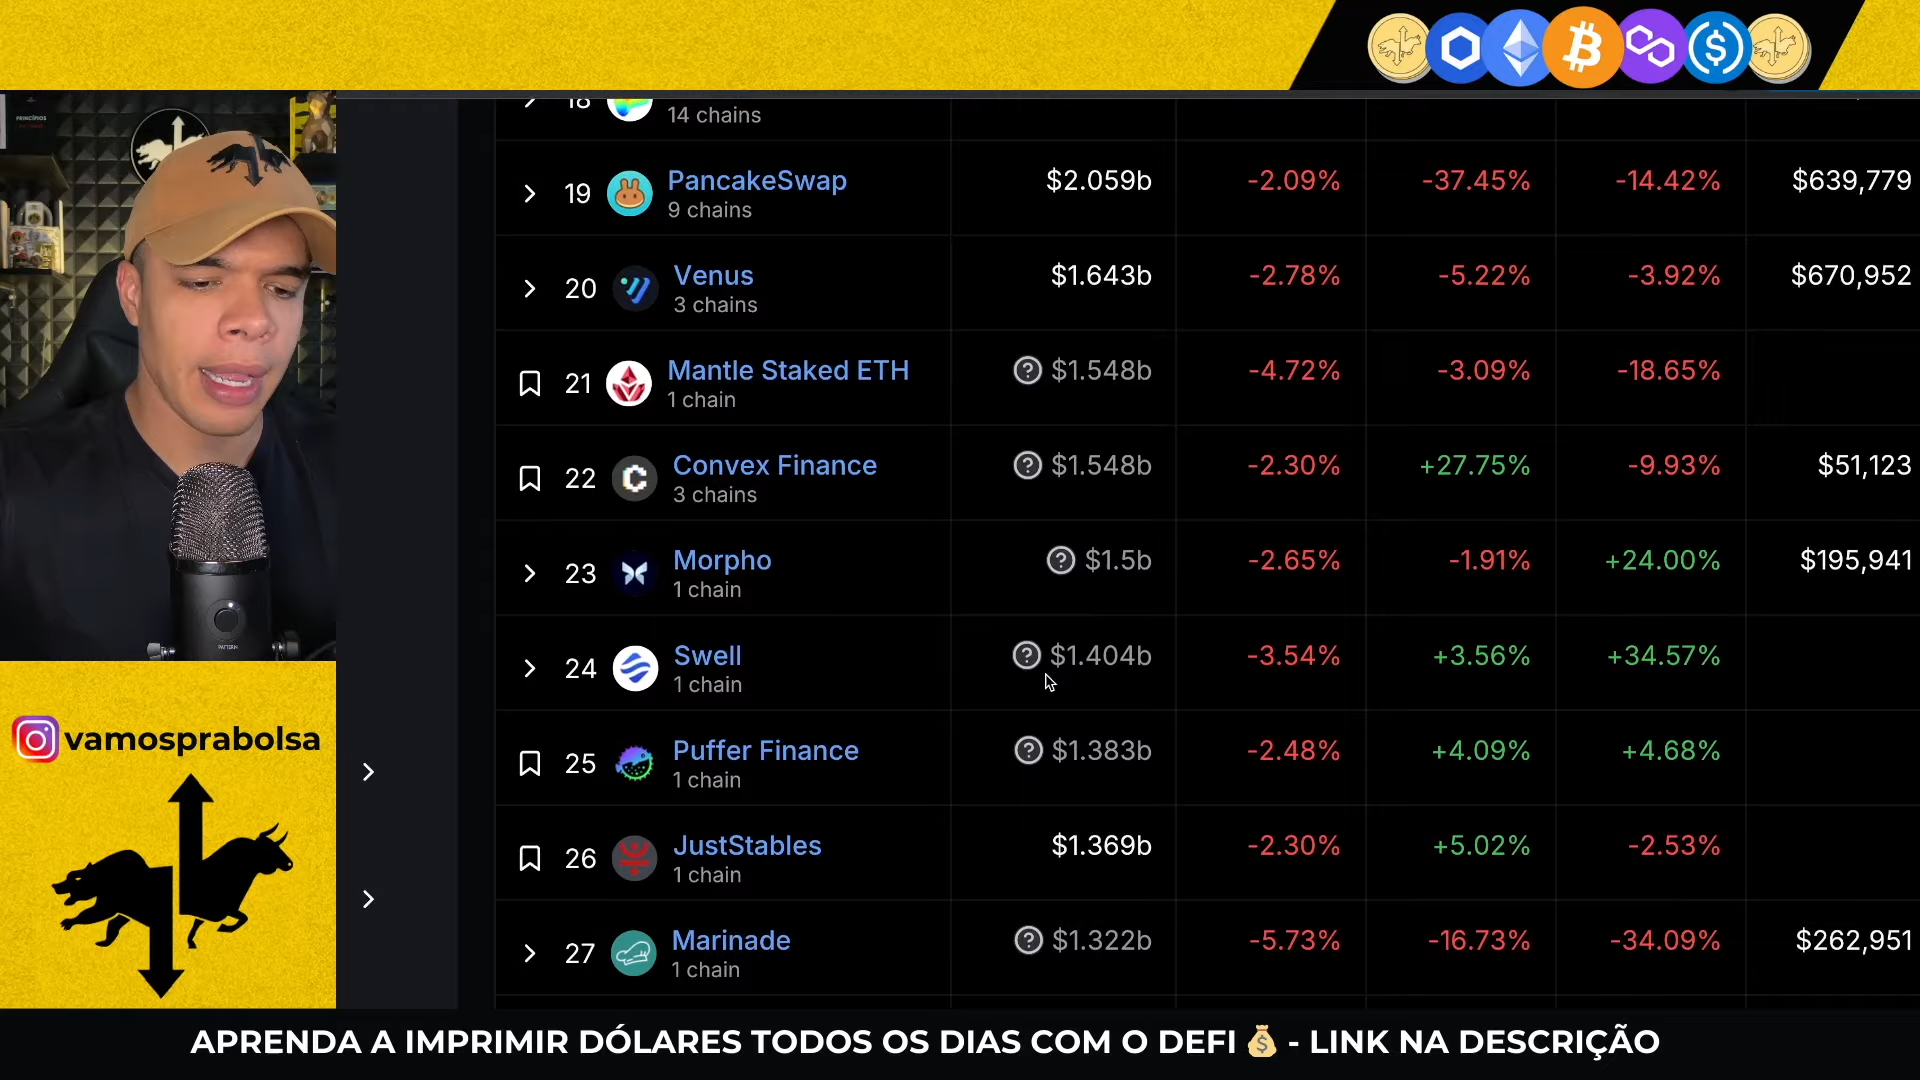 PRINCÍPIOS
18
14 chains
19 PancakeSwap $2.059b -2.09% -37.45% -14.42% $639,779
9 chains
20 Venus $1.643b -2.78% -5.22% -3.92% $670,952
3 chains
21 Mantle Staked ETH ? $1.548b -4.72% -3.09% -18.65%
1 chain
22 Convex Finance ? $1.548b -2.30% +27.75% -9.93% $51,123
3 chains
23 Morpho ? $1.5b -2.65% -1.91% +24.00% $195,941
1 chain
24 Swell ? $1.404b -3.54% +3.56% +34.57%
1 chain
25 Puffer Finance ? $1.383b -2.48% +4.09% +4.68%
1 chain
26 JustStables $1.369b -2.30% +5.02% -2.53%
1 chain
27 Marinade ? $1.322b -5.73% -16.73% -34.09% $262,951
1 chain
vamosprabolsa
APRENDA A IMPRIMIR DÓLARES TODOS OS DIAS COM O DEFI 💰 - LINK NA DESCRIÇÃO